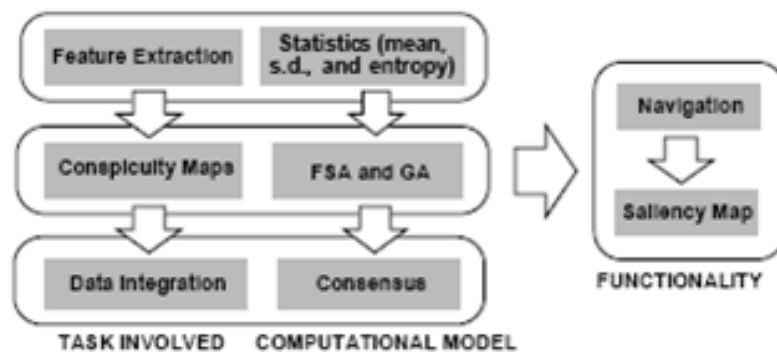 Feature Extraction
Statistics (mean,
s.d., and entropy)
Conspicuity Maps
FSA and GA
Data Integration
Consensus
TASK INVOLVED
COMPUTATIONAL MODEL
Navigation
Saliency Map
FUNCTIONALITY